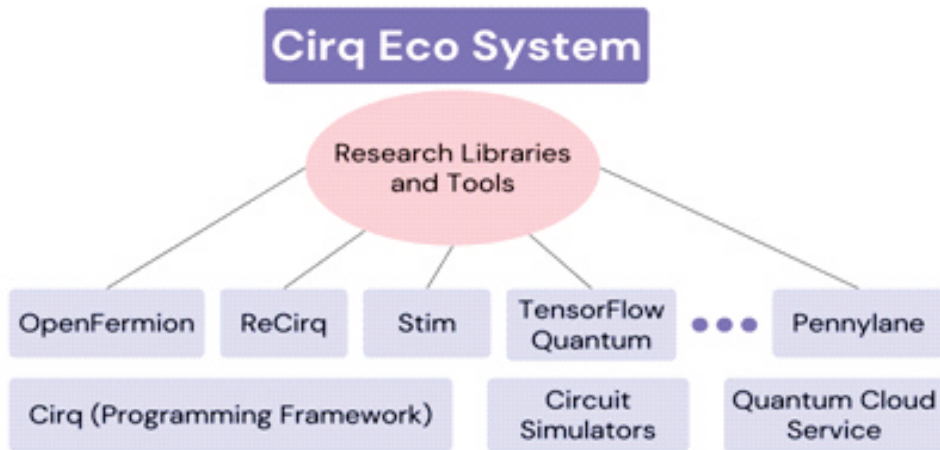 Cirq Eco System
Research Libraries
and Tools
OpenFermion
ReCirq
Stim
TensorFlow
Quantum
Pennylane
Cirq (Programming Framework)
Circuit
Simulators
Quantum Cloud
Service